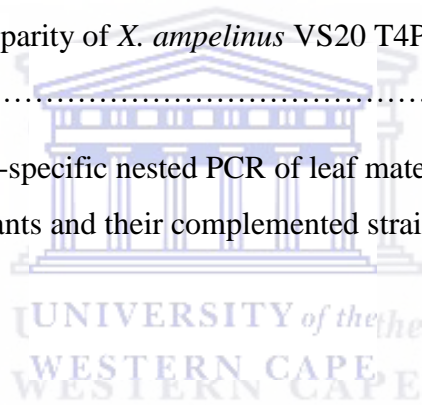 parity of X. ampelinus VS20 T4P
................................................
-specific nested PCR of leaf mate
ants and their complemented strai
UNIVERSITY of the
WESTERN CAPE